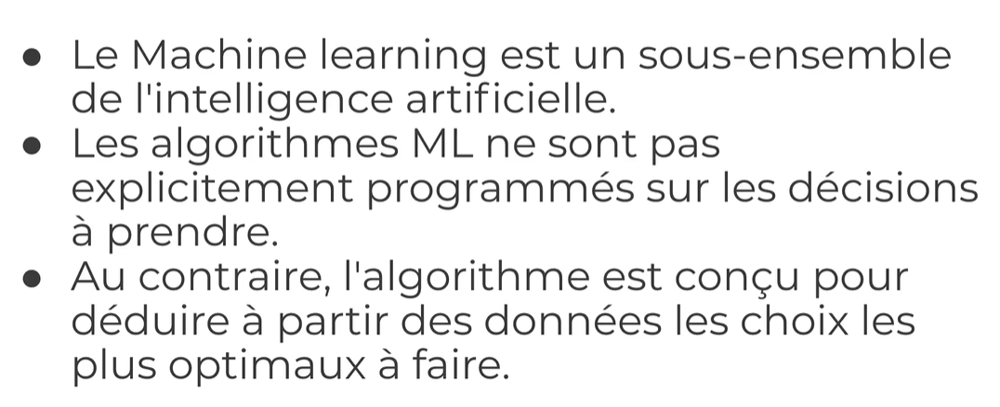 ● Le Machine learning est un sous-ensemble
de l'intelligence artificielle.
● Les algorithmes ML ne sont pas
explicitement programmés sur les décisions
à prendre.
● Au contraire, l'algorithme est conçu pour
déduire à partir des données les choix les
plus optimaux à faire.